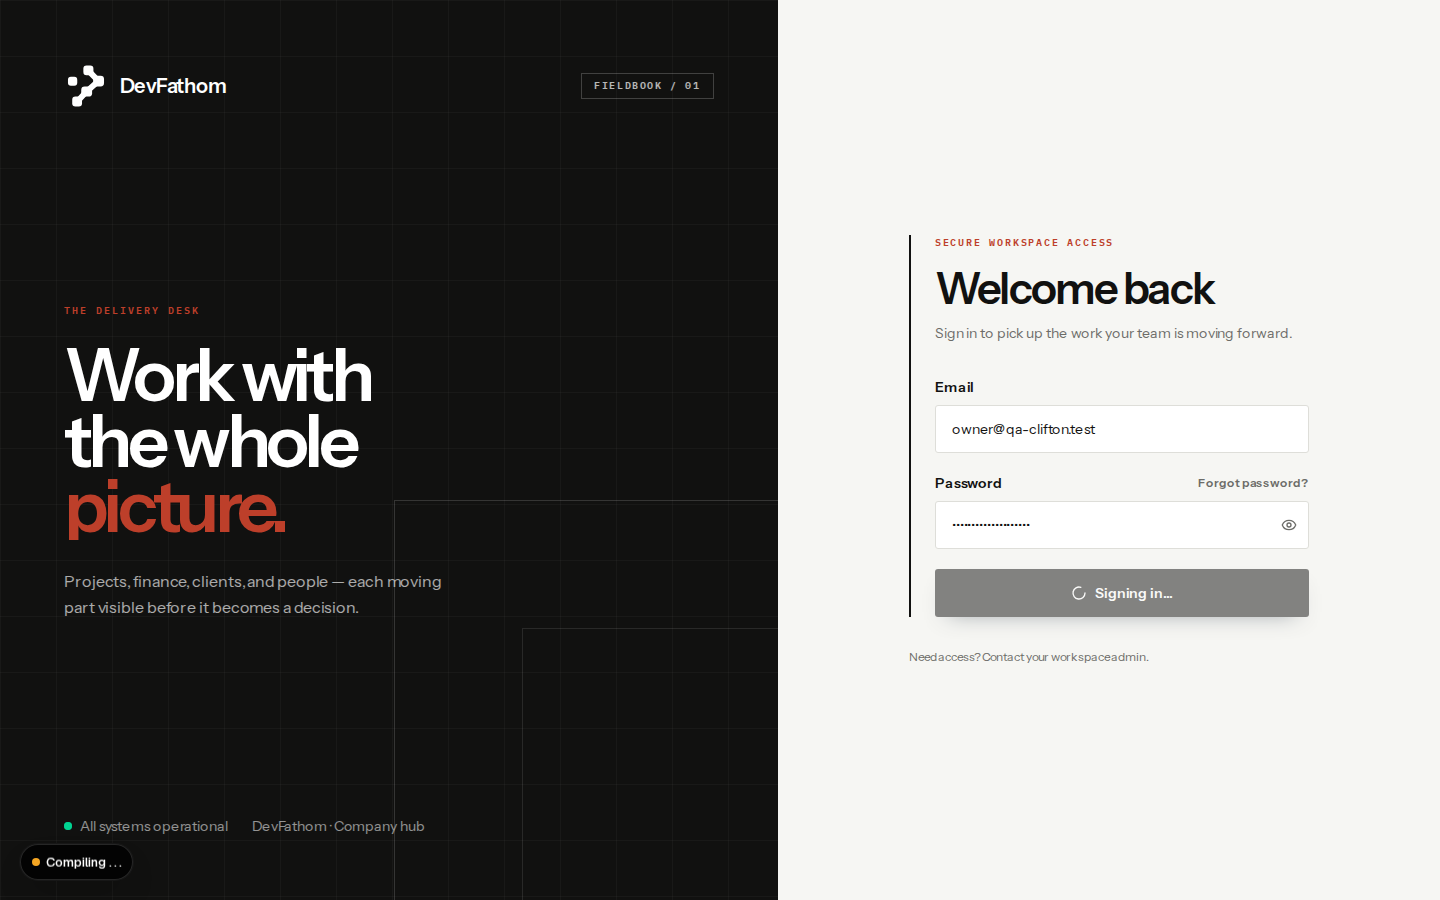 DevFathom
FIELDBOOK / 01
THE DELIVERY DESK
Work with
the whole
picture.
Projects, finance, clients, and people — each moving
part visible before it becomes a decision.
All systems operational
DevFathom · Company hub
Compiling ...
SECURE WORKSPACE ACCESS
Welcome back
Sign in to pick up the work your team is moving forward.
Email
owner@qa-clifton.test
Password
Forgot password?
Signing in...
Need access? Contact your workspace admin.